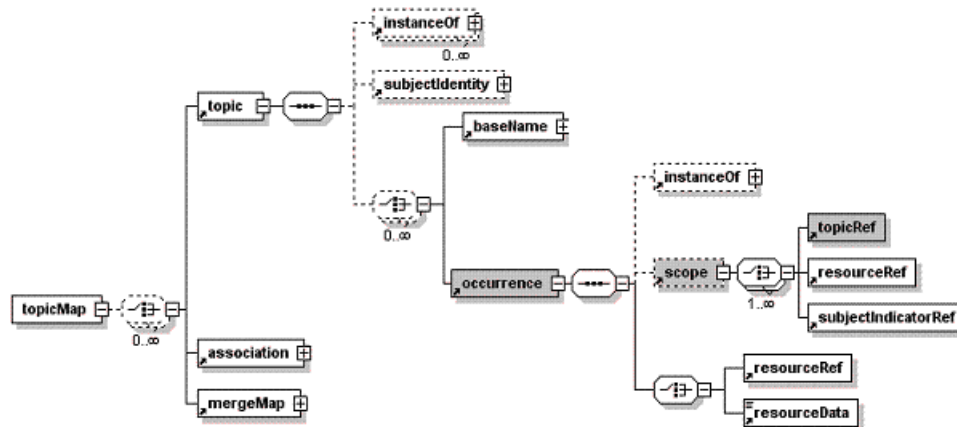 instanceOf
0..∞
subjectIdentity
topic
baseName
0..∞
instanceOf
topicRef
scope
resourceRef
1..∞
subjectIndicatorRef
occurrence
topicMap
0..∞
association
mergeMap
resourceRef
resourceData